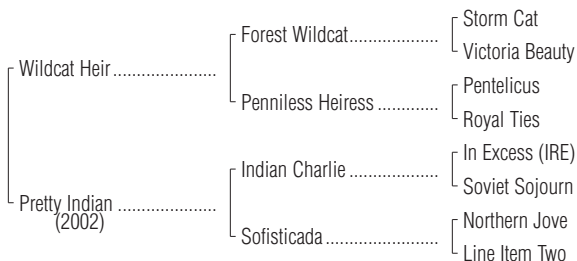 Storm Cat
Forest Wildcat
Victoria Beauty
Wildcat Heir
Pentelicus
Penniless Heiress
Royal Ties
In Excess (IRE)
Indian Charlie
Soviet Sojourn
Pretty Indian
(2002)
Northern Jove
Sofisticada
Line Item Two